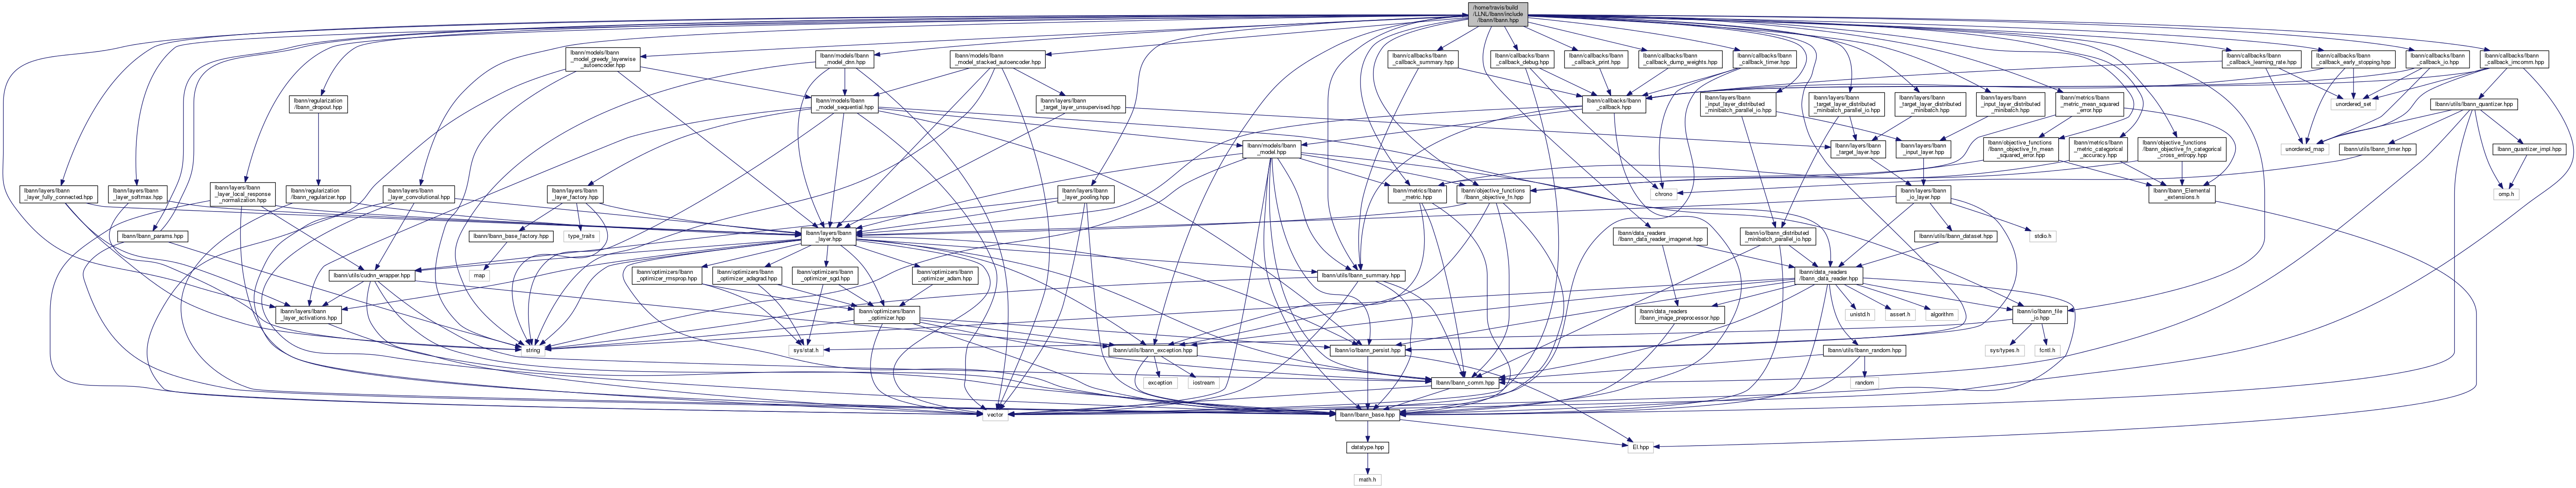 /home/travis/build
/LLNL/lbann/include
/lbann/lbann.hpp
lbann/models/lbann
_model_greedy_layerwise
_autoencoder.hpp
lbann/models/lbann
_model_dnn.hpp
lbann/models/lbann
_model_stacked_autoencoder.hpp
lbann/callbacks/lbann
_callback_summary.hpp
lbann/callbacks/lbann
_callback_debug.hpp
lbann/callbacks/lbann
_callback_print.hpp
lbann/callbacks/lbann
_callback_dump_weights.hpp
lbann/callbacks/lbann
_callback_timer.hpp
lbann/callbacks/lbann
_callback_learning_rate.hpp
lbann/callbacks/lbann
_callback_early_stopping.hpp
lbann/callbacks/lbann
_callback_io.hpp
lbann/callbacks/lbann
_callback_imcomm.hpp
lbann/regularization
/lbann_dropout.hpp
lbann/models/lbann
_model_sequential.hpp
lbann/layers/lbann
_target_layer_unsupervised.hpp
lbann/callbacks/lbann
_callback.hpp
lbann/layers/lbann
_input_layer_distributed
_minibatch_parallel_io.hpp
lbann/layers/lbann
_target_layer_distributed
_minibatch_parallel_io.hpp
lbann/layers/lbann
_target_layer_distributed
_minibatch.hpp
lbann/layers/lbann
_input_layer_distributed
_minibatch.hpp
lbann/metrics/lbann
_metric_mean_squared
_error.hpp
unordered_set
lbann/utils/lbann_quantizer.hpp
lbann/models/lbann
_model.hpp
lbann/layers/lbann
_target_layer.hpp
lbann/layers/lbann
_input_layer.hpp
lbann/objective_functions
/lbann_objective_fn_mean
_squared_error.hpp
lbann/metrics/lbann
_metric_categorical
_accuracy.hpp
lbann/objective_functions
/lbann_objective_fn_categorical
_cross_entropy.hpp
unordered_map
lbann/utils/lbann_timer.hpp
lbann_quantizer_impl.hpp
lbann/layers/lbann
_layer_fully_connected.hpp
lbann/layers/lbann
_layer_softmax.hpp
lbann/layers/lbann
_layer_local_response
_normalization.hpp
lbann/regularization
/lbann_regularizer.hpp
lbann/layers/lbann
_layer_convolutional.hpp
lbann/layers/lbann
_layer_factory.hpp
lbann/layers/lbann
_layer_pooling.hpp
lbann/metrics/lbann
_metric.hpp
lbann/objective_functions
/lbann_objective_fn.hpp
chrono
lbann/layers/lbann
_io_layer.hpp
lbann/lbann_Elemental
_extensions.h
omp.h
lbann/lbann_params.hpp
lbann/lbann_base_factory.hpp
type_traits
lbann/layers/lbann
_layer.hpp
lbann/data_readers
/lbann_data_reader_imagenet.hpp
lbann/io/lbann_distributed
_minibatch_parallel_io.hpp
lbann/utils/lbann_dataset.hpp
stdio.h
map
lbann/utils/cudnn_wrapper.hpp
lbann/optimizers/lbann
_optimizer_rmsprop.hpp
lbann/optimizers/lbann
_optimizer_adagrad.hpp
lbann/optimizers/lbann
_optimizer_sgd.hpp
lbann/optimizers/lbann
_optimizer_adam.hpp
lbann/utils/lbann_summary.hpp
lbann/data_readers
/lbann_data_reader.hpp
lbann/layers/lbann
_layer_activations.hpp
lbann/optimizers/lbann
_optimizer.hpp
lbann/data_readers
/lbann_image_preprocessor.hpp
unistd.h
assert.h
algorithm
lbann/io/lbann_file
_io.hpp
string
sys/stat.h
lbann/utils/lbann_exception.hpp
lbann/io/lbann_persist.hpp
lbann/utils/lbann_random.hpp
sys/types.h
fcntl.h
exception
iostream
lbann/lbann_comm.hpp
random
vector
lbann/lbann_base.hpp
datatype.hpp
El.hpp
math.h